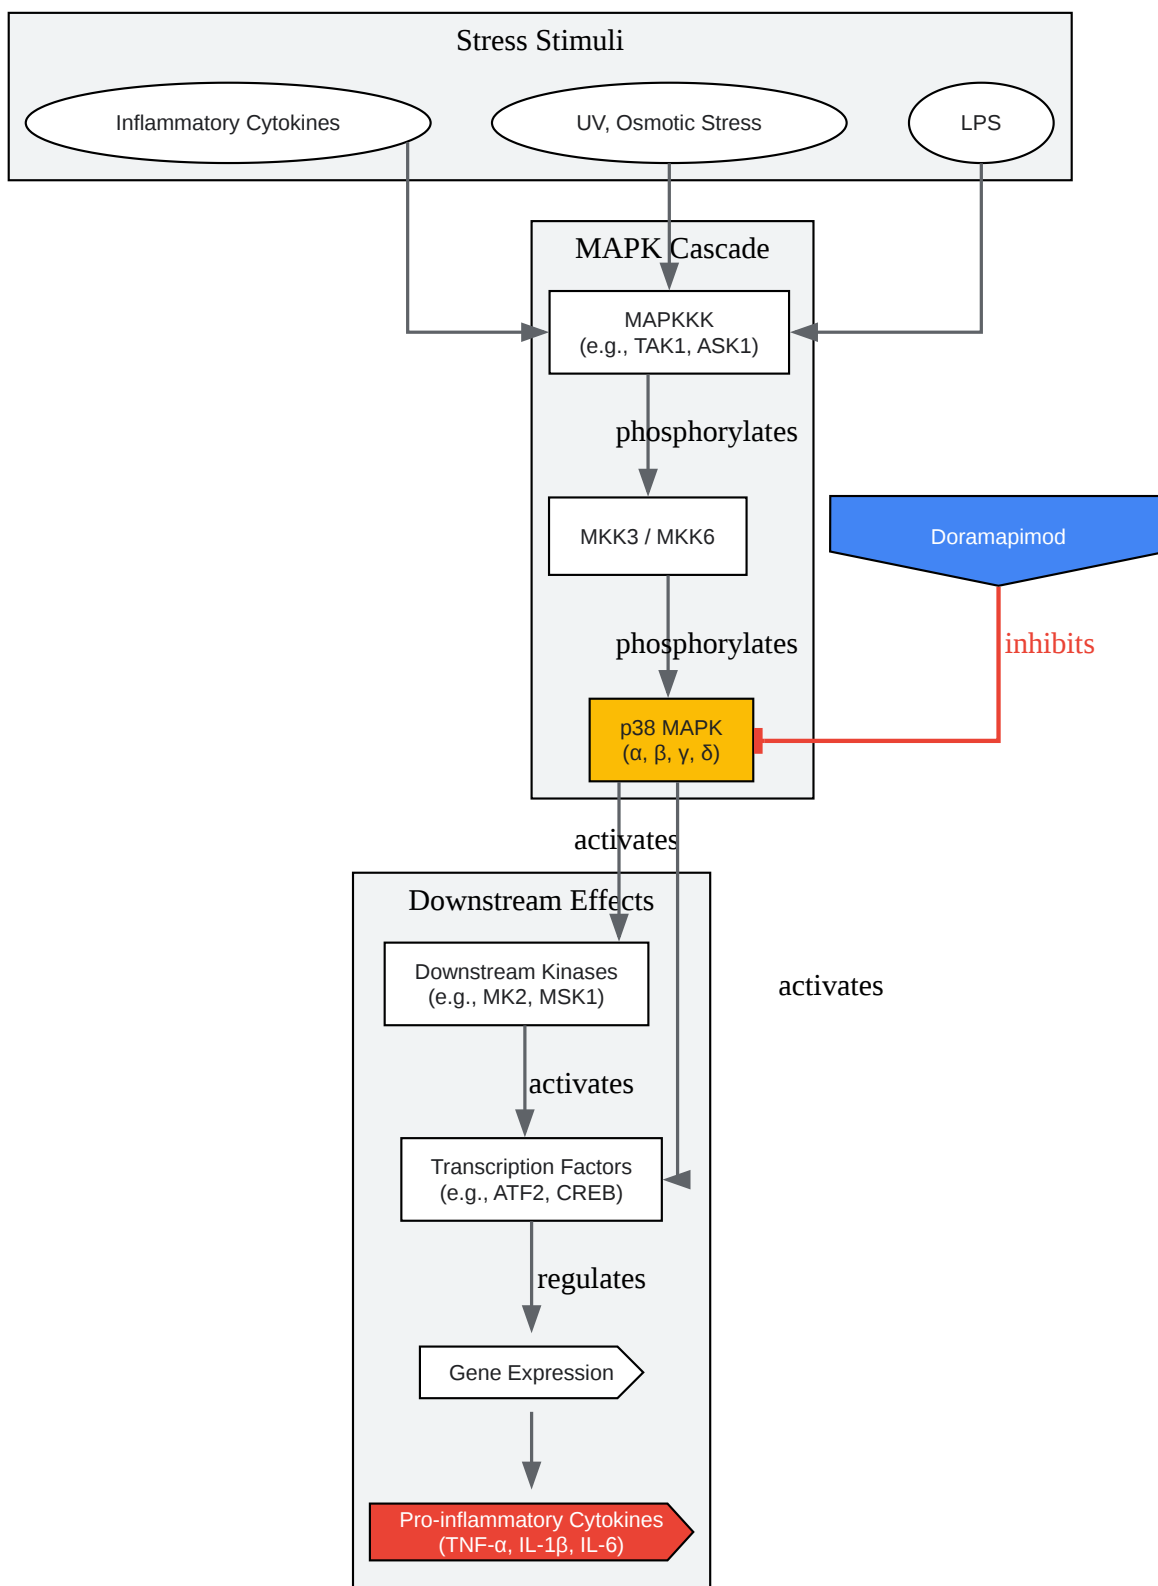 Stress Stimuli
Inflammatory Cytokines
UV, Osmotic Stress
LPS
MAPK Cascade
MAPKKK
(e.g., TAK1, ASK1)
phosphorylates
MKK3 / MKK6
Doramapimod
phosphorylates
inhibits
p38 MAPK
(α, β, γ, δ)
activates
Downstream Effects
Downstream Kinases
(e.g., MK2, MSK1)
activates
activates
Transcription Factors
(e.g., ATF2, CREB)
regulates
Gene Expression
Pro-inflammatory Cytokines
(TNF-α, IL-1β, IL-6)